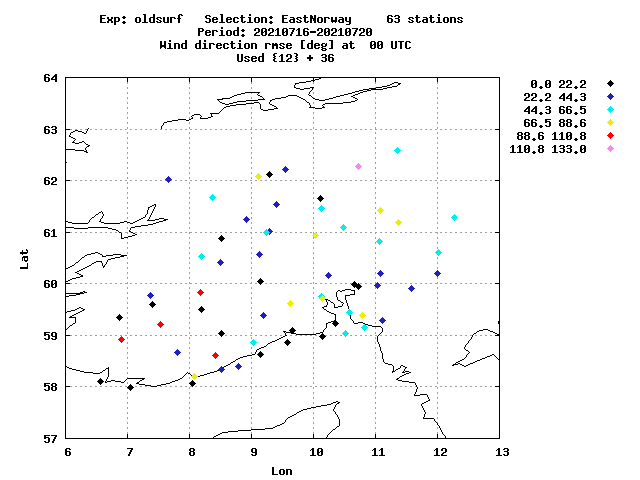 Exp: oldsurf Selection: EastNorway 63 stations
Period: 20210716-20210720
Wind direction rmse [deg] at 00 UTC
Used {12} + 36
0.0 22.2
22.2 44.3
44.3 66.5
66.5 88.6
88.6 110.8
110.8 133.0
64
63
62
61
60
59
58
57
Lat
6 7 8 9 10 11 12 13
Lon